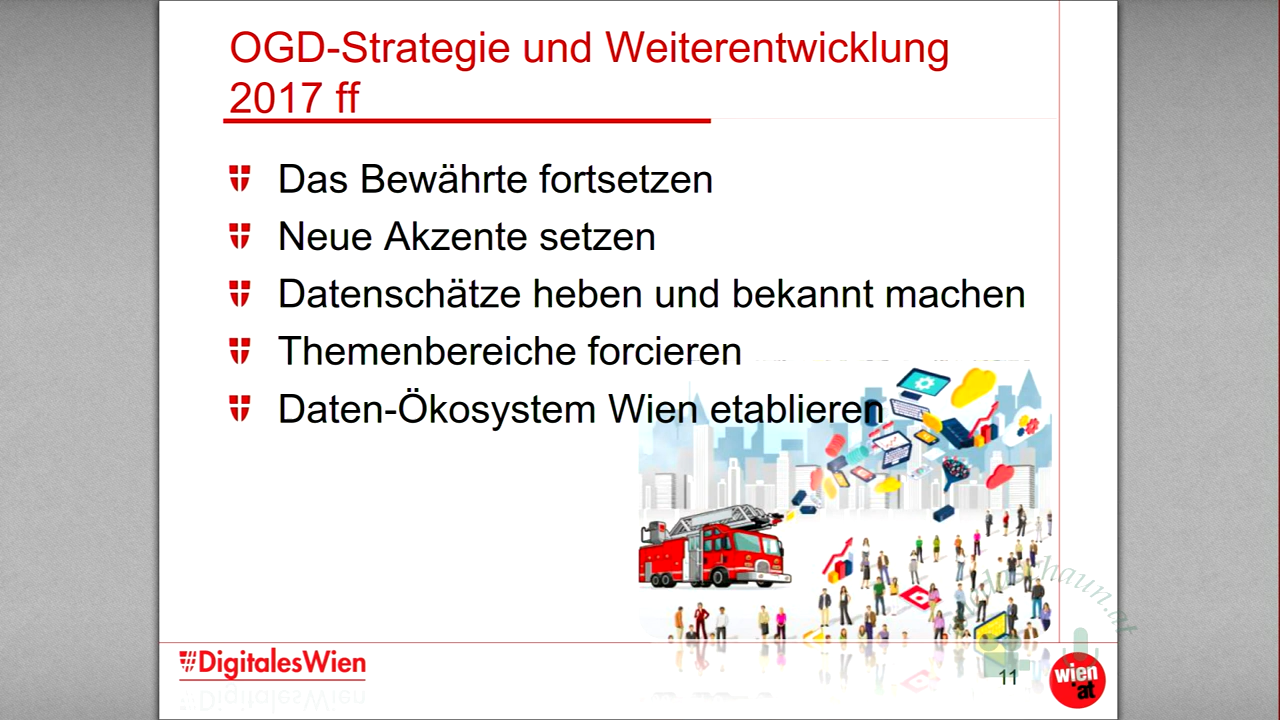 OGD-Strategie und Weiterentwicklung
2017 ff
Das Bewährte fortsetzen
Neue Akzente setzen
Datenschätze heben und bekannt machen
Themenbereiche forcieren
Daten-Ökosystem Wien etablieren
#DigitalesWien
11
wien
.at